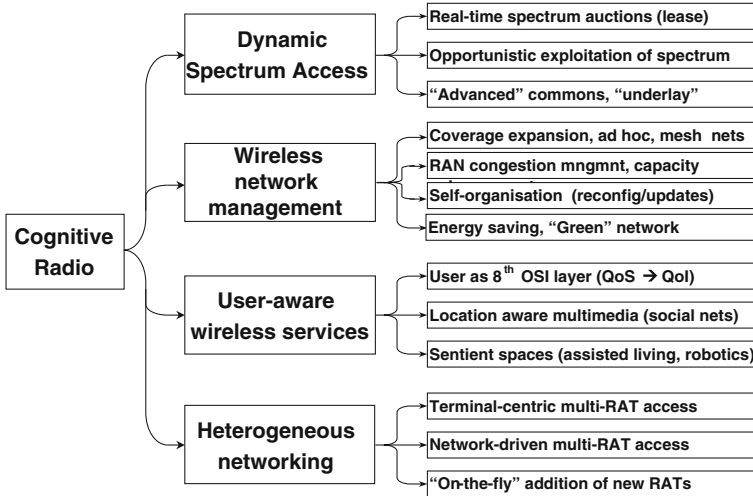 Cognitive
Radio
Dynamic
Spectrum Access
Real-time spectrum auctions (lease)
Opportunistic exploitation of spectrum
“Advanced” commons, “underlay”
Wireless
network
management
Coverage expansion, ad hoc, mesh nets
RAN congestion mngmnt, capacity
Self-organisation (reconfig/updates)
Energy saving, “Green” network
User-aware
wireless services
User as 8th OSI layer (QoS → QoI)
Location aware multimedia (social nets)
Sentient spaces (assisted living, robotics)
Heterogeneous
networking
Terminal-centric multi-RAT access
Network-driven multi-RAT access
“On-the-fly” addition of new RATs